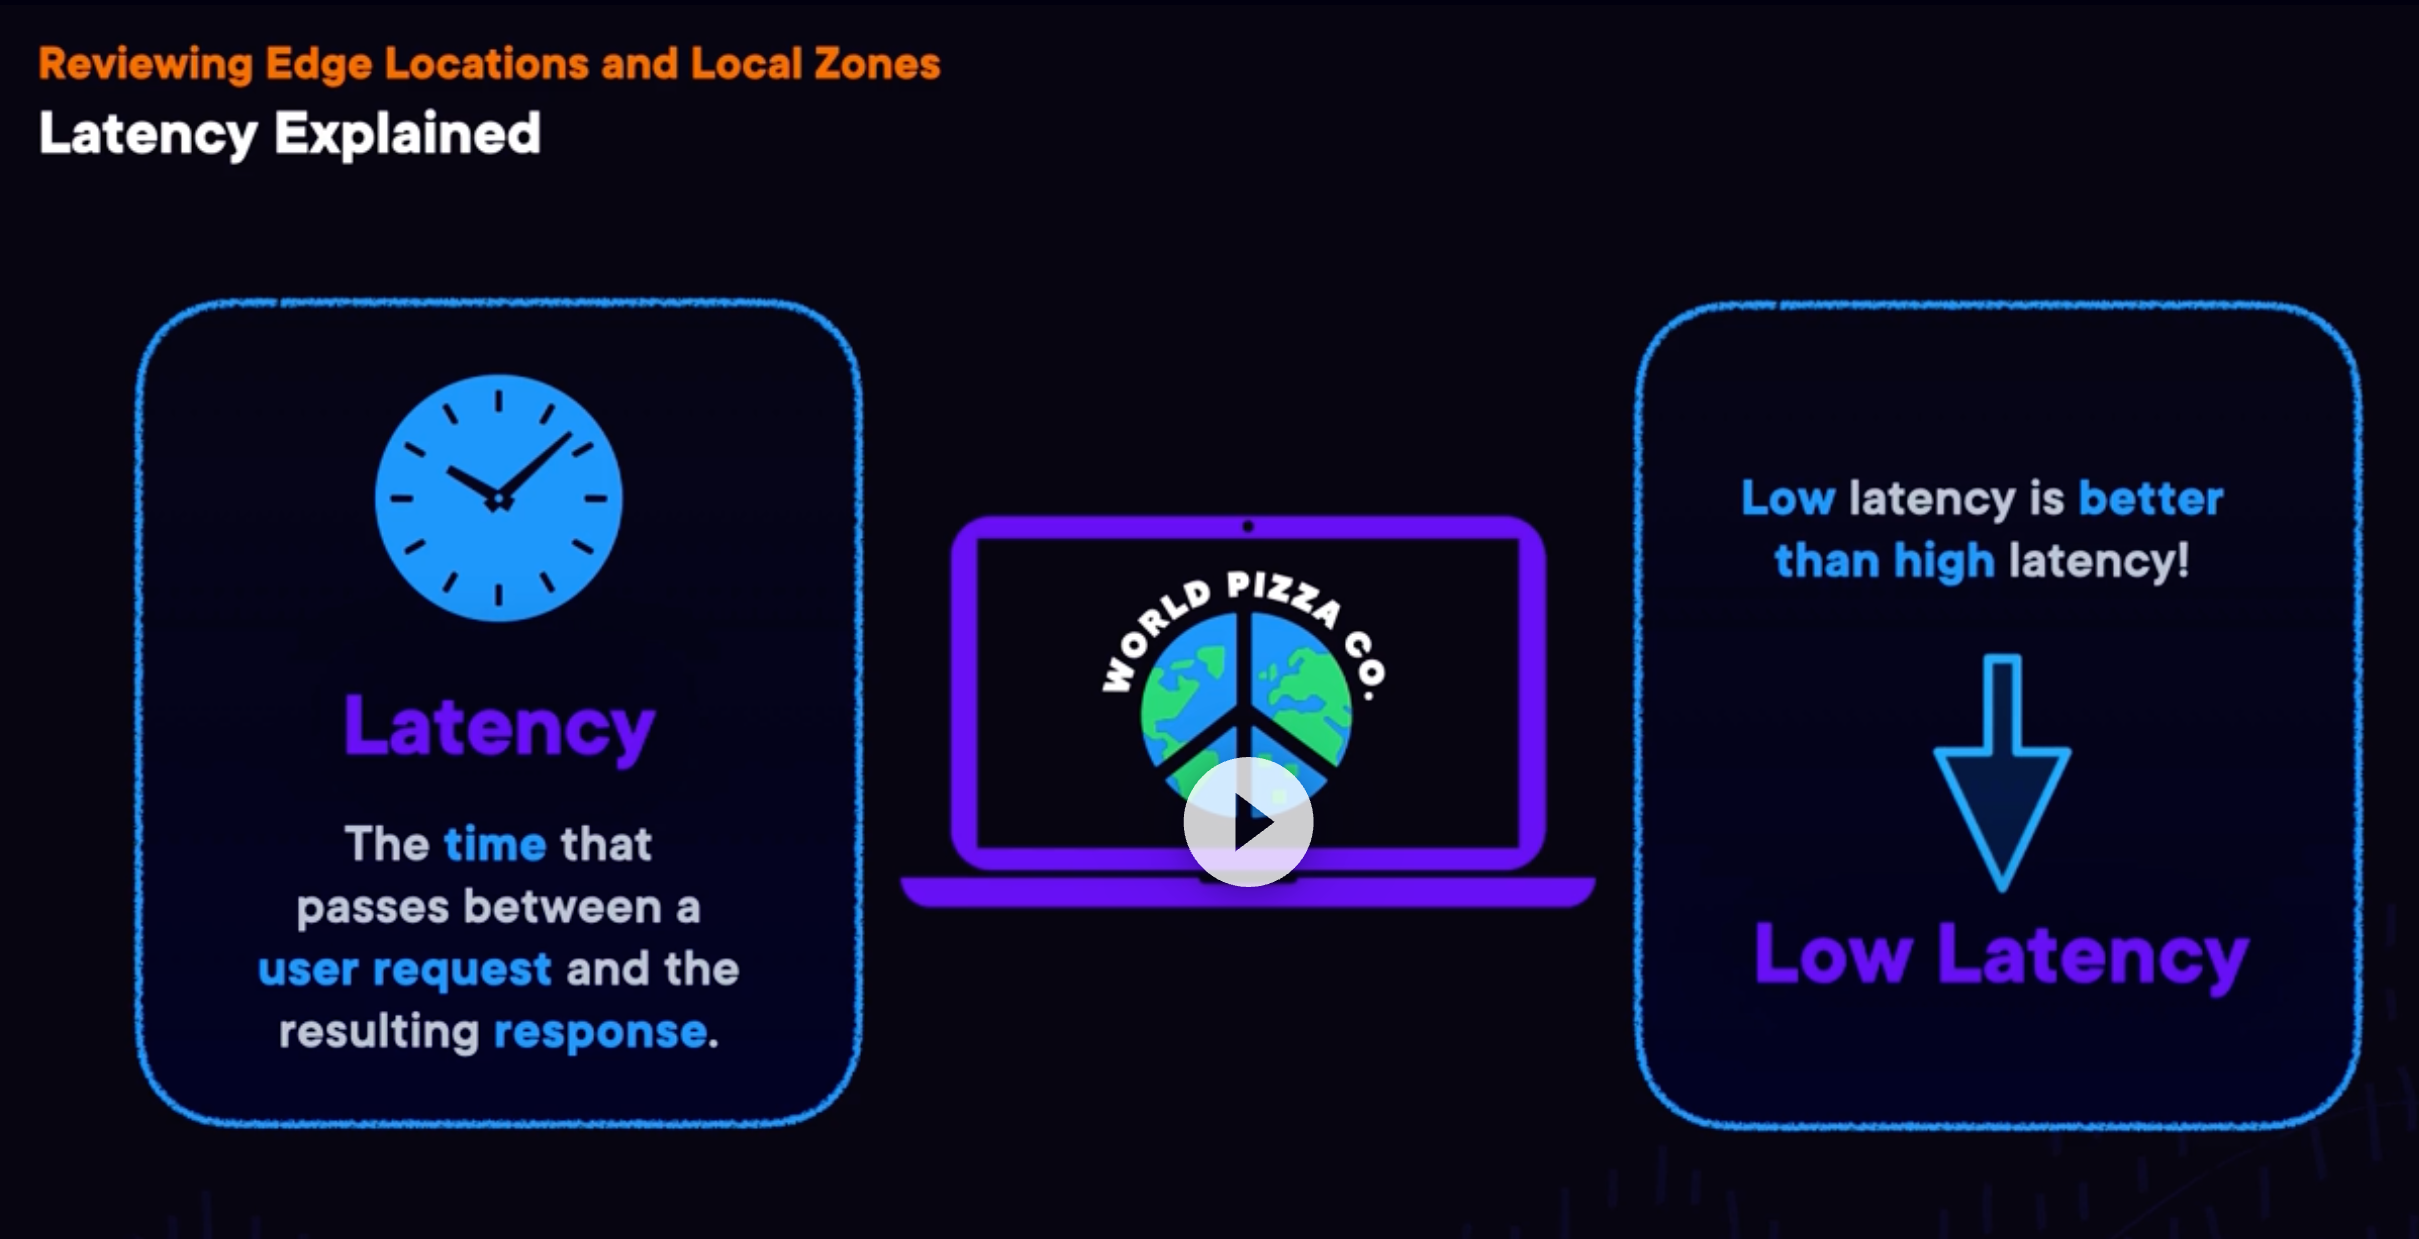 Reviewing Edge Locations and Local Zones
Latency Explained
Latency
The time that
passes between a
user request and the
resulting response.
WORLD PIZZA CO.
Low latency is better
than high latency!
Low Latency